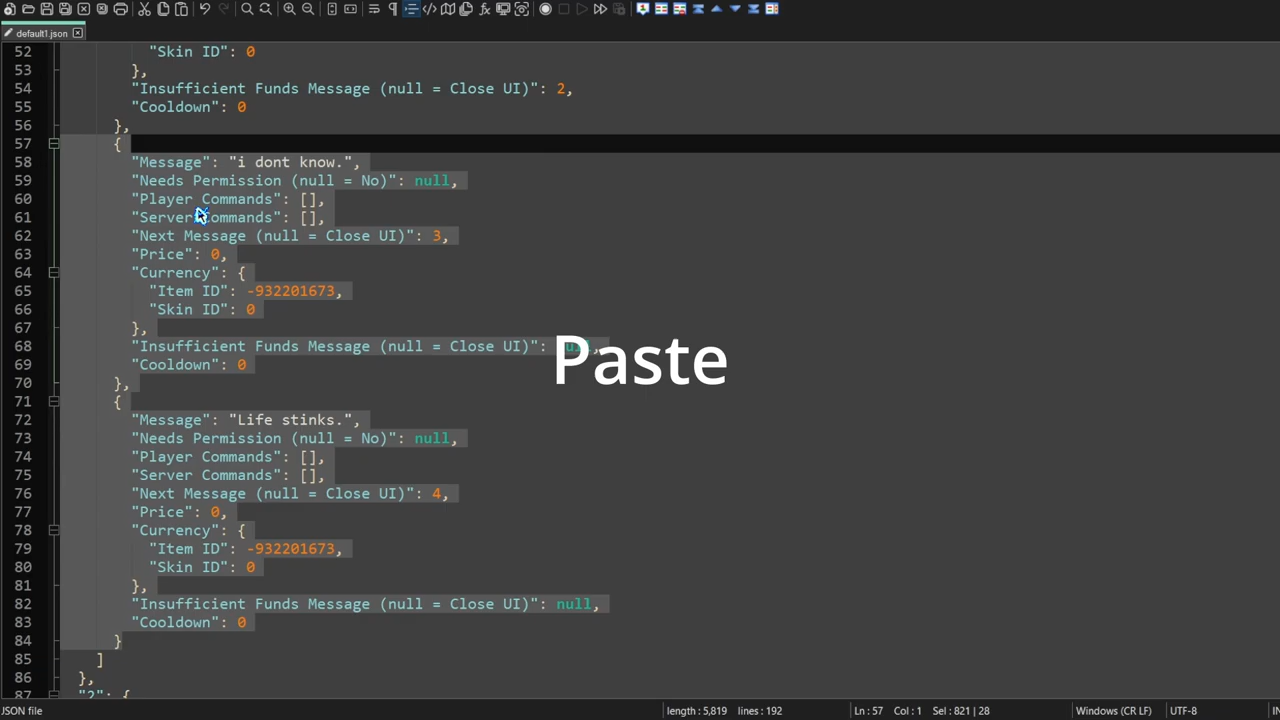 default1.json
52 "Skin ID": 0
53 },
54 "Insufficient Funds Message (null = Close UI)": 2,
55 "Cooldown": 0
56 },
57 {
58 "Message": "i dont know.",
59 "Needs Permission (null = No)": null,
60 "Player Commands": [],
61 "Server Commands": [],
62 "Next Message (null = Close UI)": 3,
63 "Price": 0,
64 "Currency": {
65 "Item ID": -932201673,
66 "Skin ID": 0
67 },
68 "Insufficient Funds Message (null = Close UI)": null,
Paste
69 "Cooldown": 0
70 },
71 {
72 "Message": "Life stinks.",
73 "Needs Permission (null = No)": null,
74 "Player Commands": [],
75 "Server Commands": [],
76 "Next Message (null = Close UI)": 4,
77 "Price": 0,
78 "Currency": {
79 "Item ID": -932201673,
80 "Skin ID": 0
81 },
82 "Insufficient Funds Message (null = Close UI)": null,
83 "Cooldown": 0
84 }
85 ]
86 },
87 "2": {
JSON file length : 5,819 lines : 192 Ln : 57 Col : 1 Sel : 821 | 28 Windows (CR LF) UTF-8